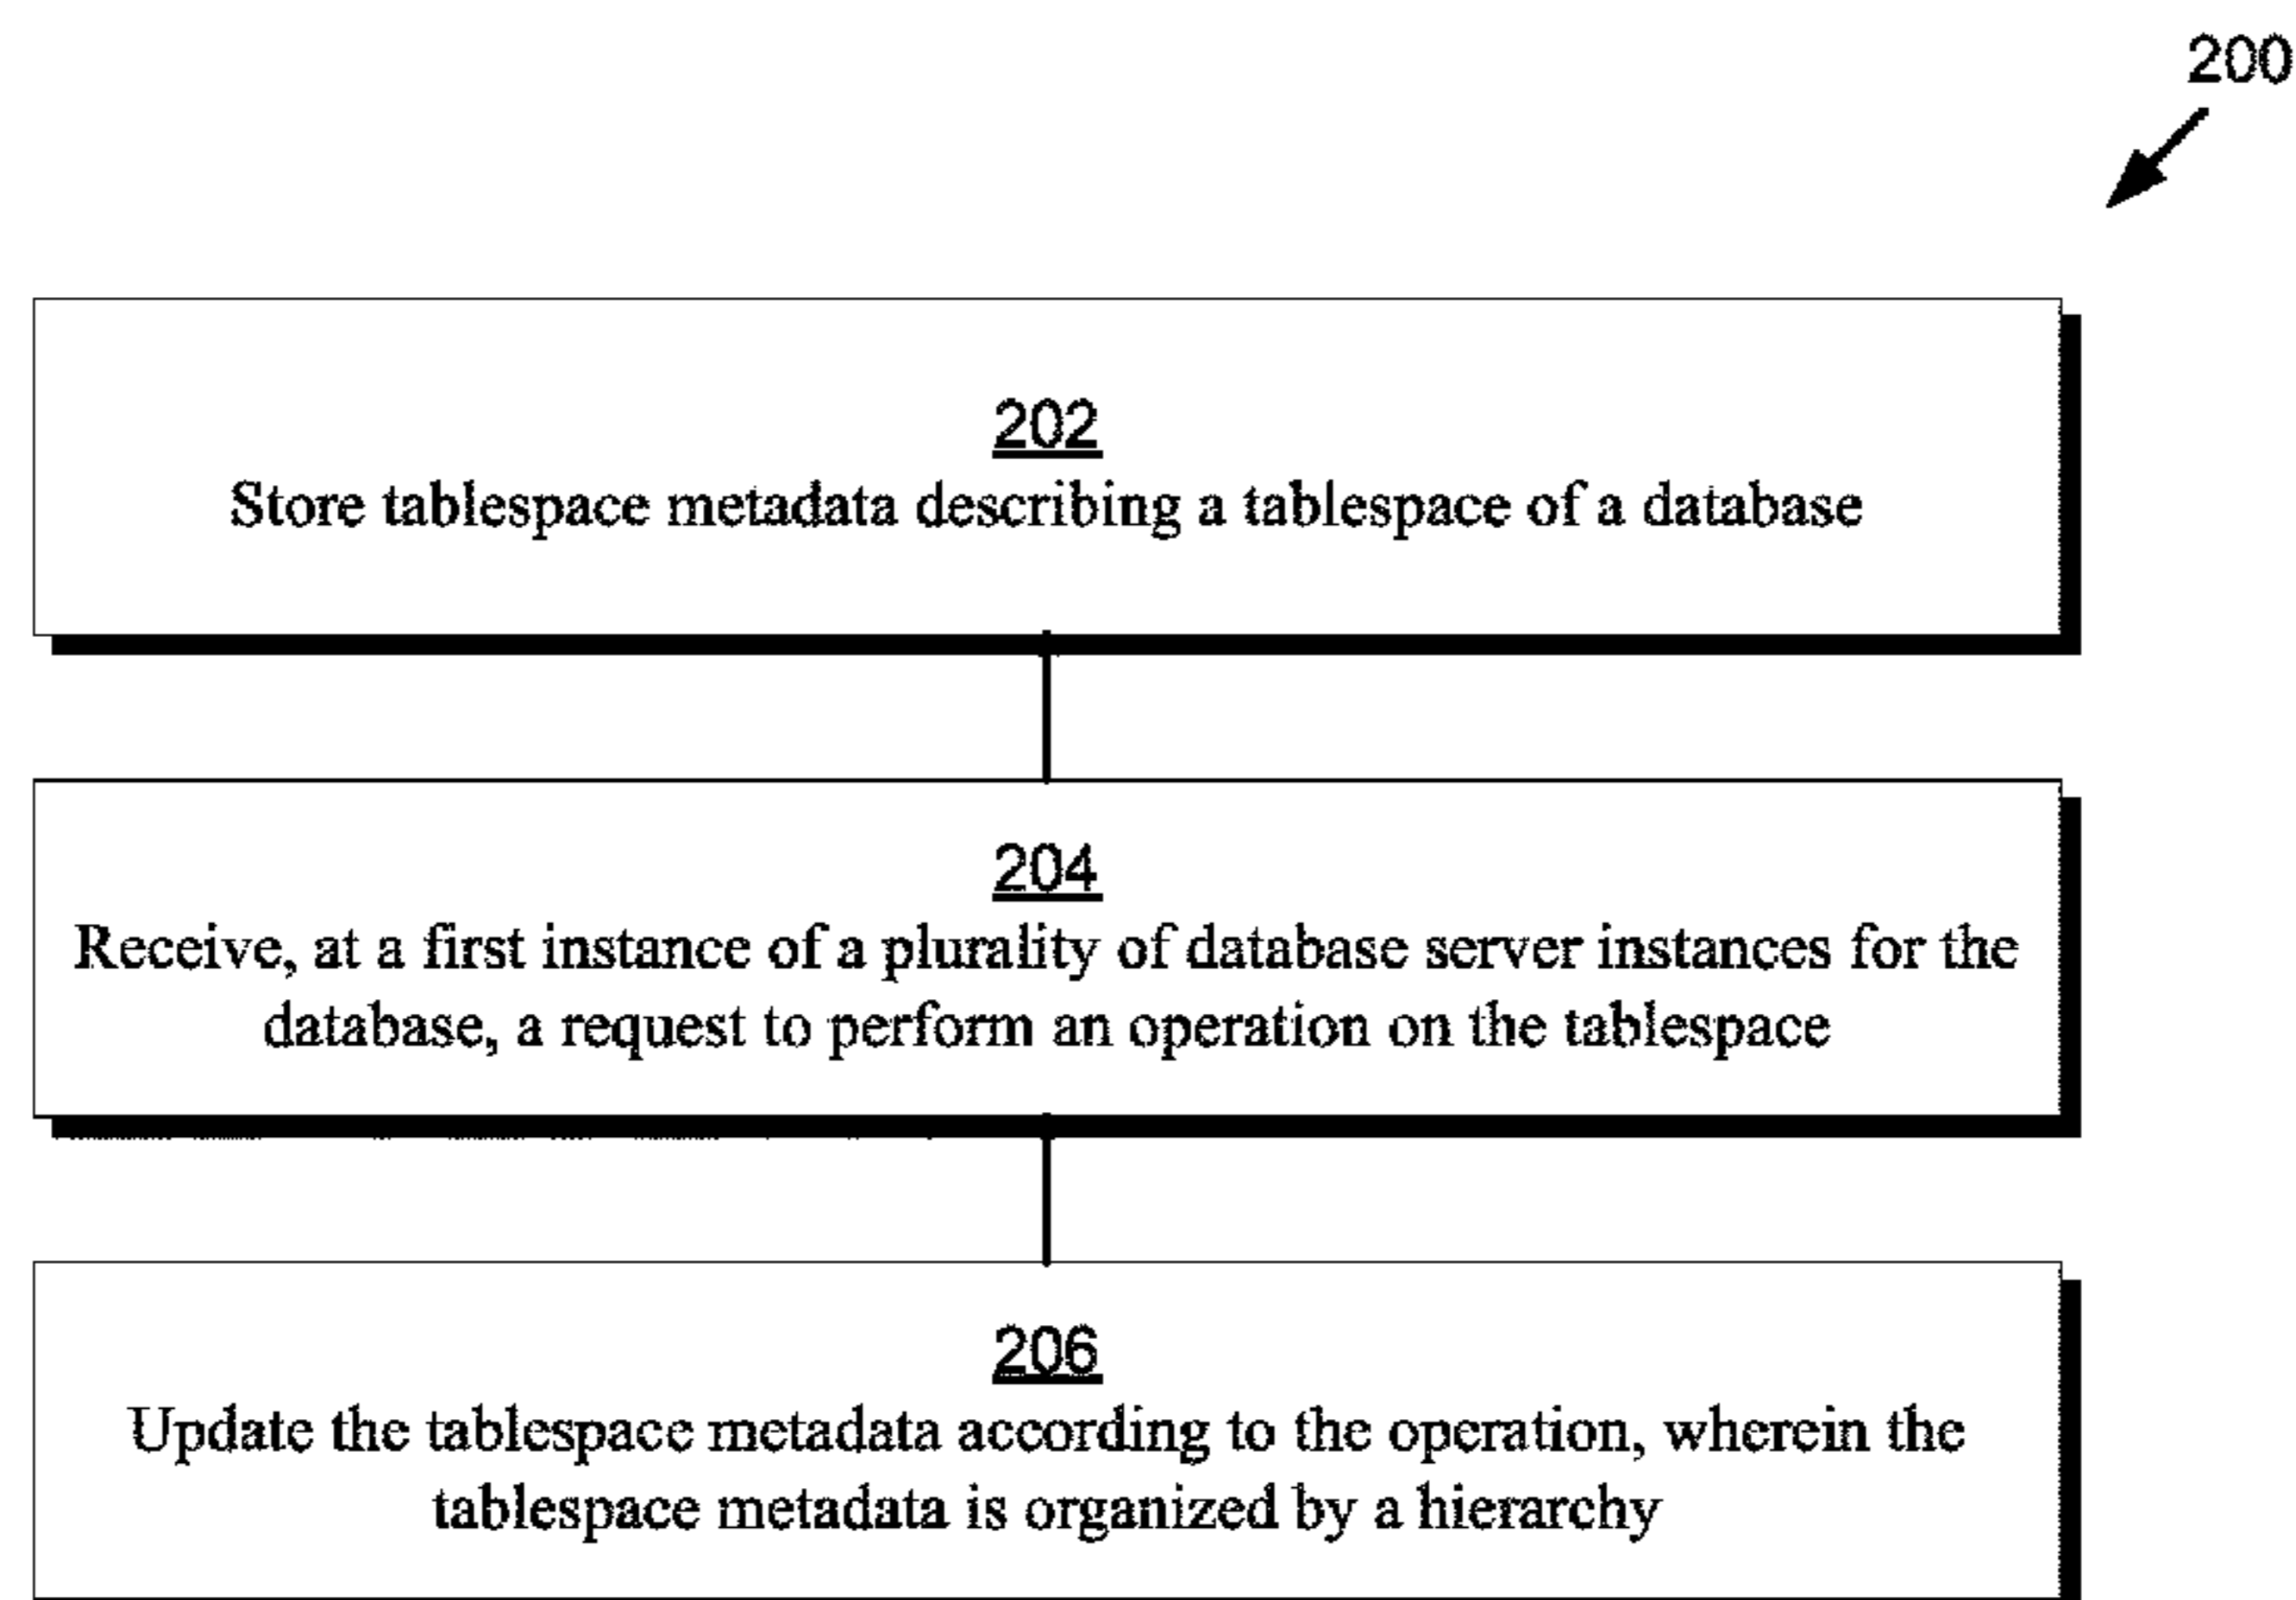 200
202
Store tablespace metadata describing a tablespace of a database
204
Receive, at a first instance of a plurality of database server instances for the
database, a request to perform an operation on the tablespace
206
Update the tablespace metadata according to the operation, wherein the
tablespace metadata is organized by a hierarchy